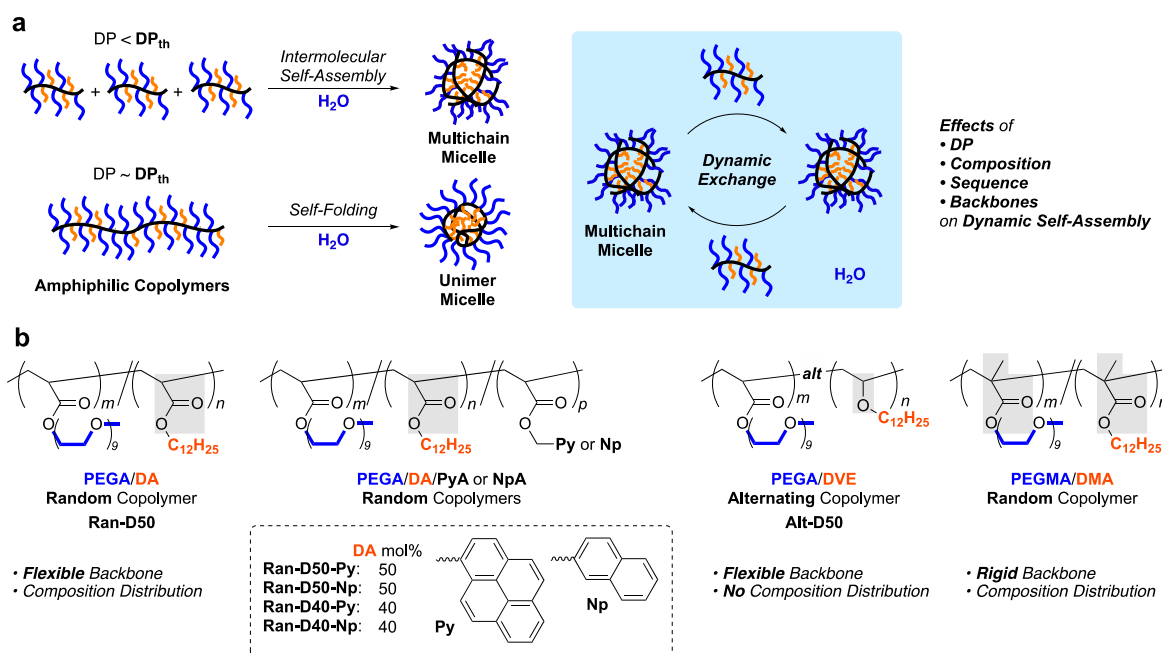 a
DP < DPth
+ +
Intermolecular
Self-Assembly
H2O
Multichain
Micelle
DP ~ DPth
Self-Folding
H2O
Amphiphilic Copolymers
Unimer
Micelle
Multichain
Micelle
Dynamic
Exchange
H2O
Effects of
• DP
• Composition
• Sequence
• Backbones
on Dynamic Self-Assembly
b
m n
O O O O
O 9
C12H25
PEGA/DA
Random Copolymer
Ran-D50
• Flexible Backbone
• Composition Distribution
m n p
O O O O O O
O 9
C12H25
Py or Np
PEGA/DA/PyA or NpA
Random Copolymers
DA mol%
Ran-D50-Py: 50
Ran-D50-Np: 50
Ran-D40-Py: 40
Ran-D40-Np: 40
Py
Np
alt
m n
O O O
O 9
C12H25
PEGA/DVE
Alternating Copolymer
Alt-D50
• Flexible Backbone
• No Composition Distribution
m n
O O O O
O 9
C12H25
PEGMA/DMA
Random Copolymer
• Rigid Backbone
• Composition Distribution